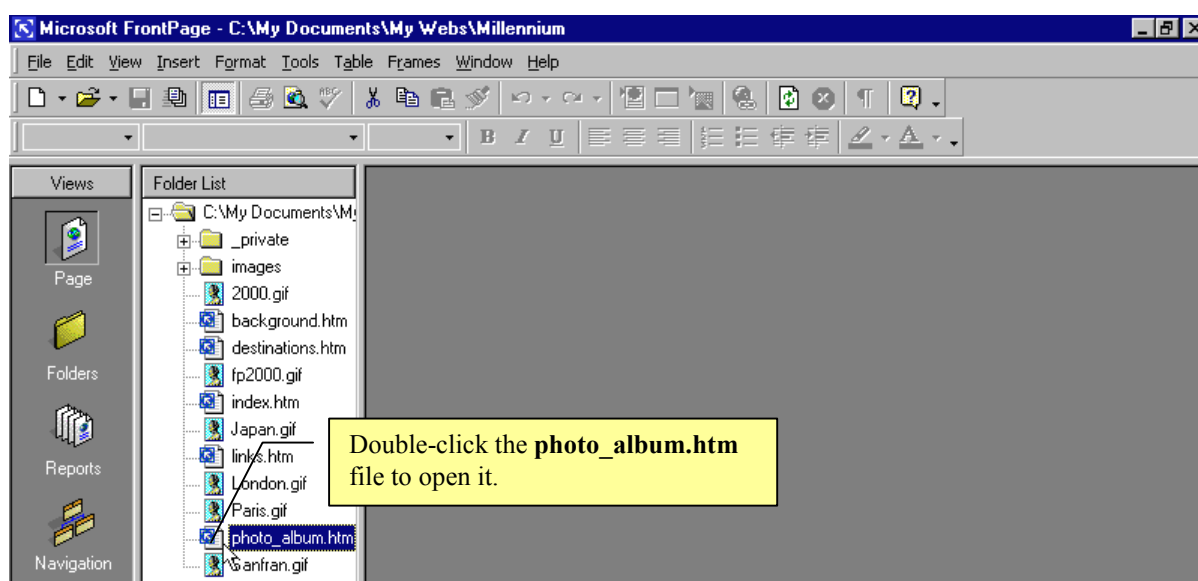 Microsoft FrontPage - C:\My Documents\My Webs\Millennium
File Edit View Insert Format Tools Table Frames Window Help
ABC
B I U
A
Views
Folder List
C:\My Documents\My
_private
Page
images
2000.gif
background.htm
destinations.htm
Folders
fp2000.gif
index.htm
Japan.gif
links.htm
Reports
London.gif
Paris.gif
photo_album.htm
Navigation
Sanfran.gif
Double-click the photo_album.htm
file to open it.